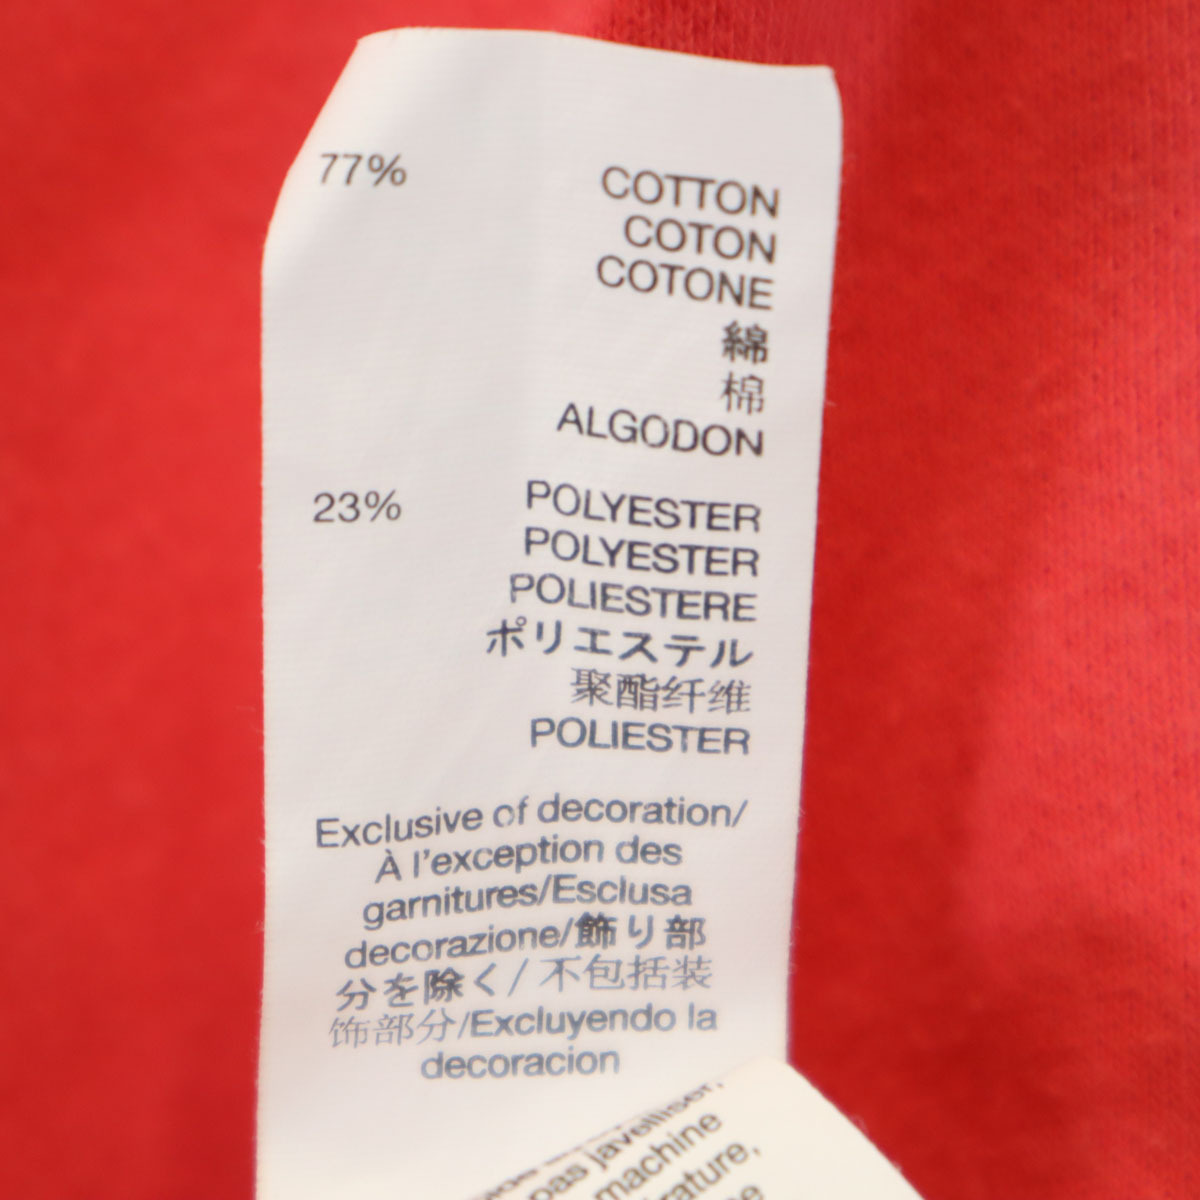 77% COTTON
COTON
COTONE
綿
棉
ALGODON
23% POLYESTER
POLYESTER
POLIESTERE
ポリエステル
聚酯纤维
POLIESTER
Exclusive of decoration/
À l'exception des
garnitures/Esclusa
decorazione/飾り部
分を除く/ 不包括装
饰部分/Excluyendo la
decoracion
pas javelliser,
machine